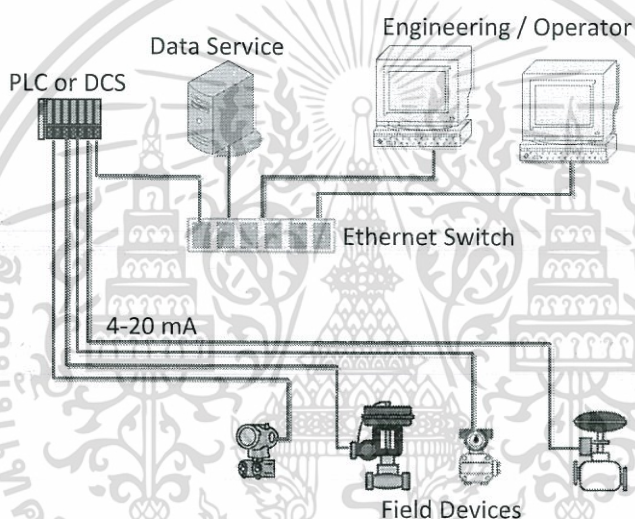 Engineering / Operator
Data Service
PLC or DCS
Ethernet Switch
4-20 mA
Field Devices